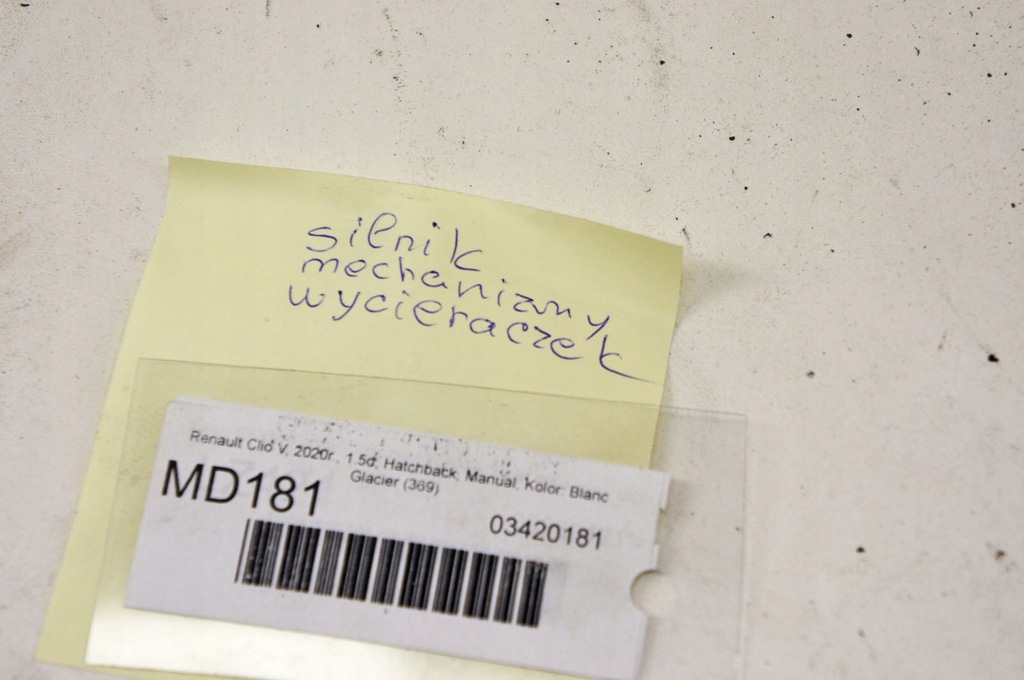 silnik
mechanizmy
wycieraczek
Renault Clio V, 2020r., 1.5d, Hatchback, Manual, Kolor: Blanc
Glacier (369)
MD181
03420181